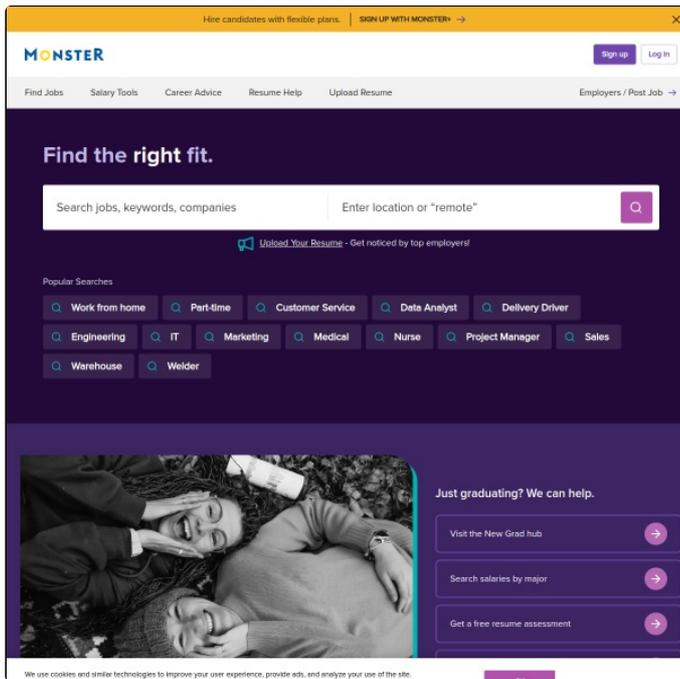 Hire candidates with flexible plans. SIGN UP WITH MONSTER+
MONSTER
Sign up Log In
Find Jobs Salary Tools Career Advice Resume Help Upload Resume Employers / Post Job
Find the right fit.
Search jobs, keywords, companies Enter location or “remote”
Upload Your Resume - Get noticed by top employers!
Popular Searches
Work from home Part-time Customer Service Data Analyst Delivery Driver
Engineering IT Marketing Medical Nurse Project Manager Sales
Warehouse Welder
Just graduating? We can help.
Visit the New Grad hub
Search salaries by major
Get a free resume assessment
We use cookies and similar technologies to improve your user experience, provide ads, and analyze your use of the site.